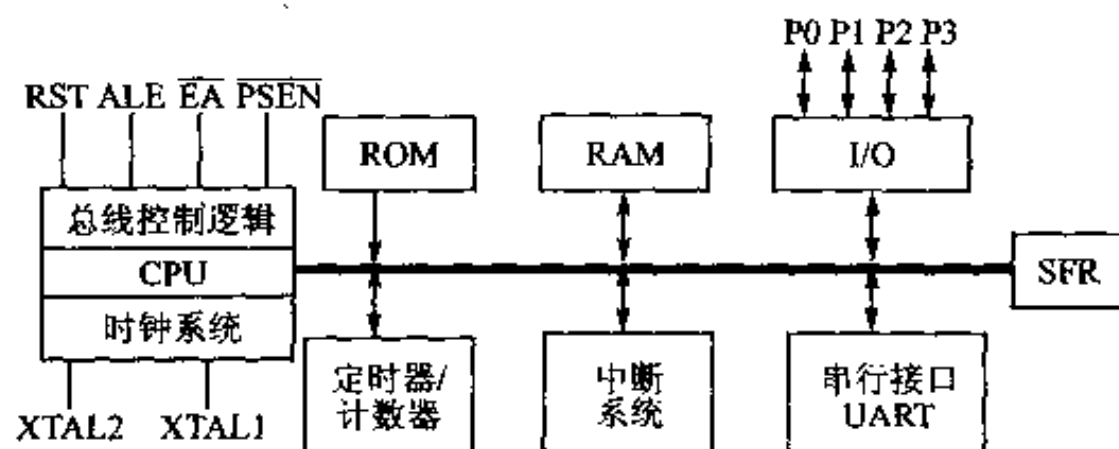 P0 P1 P2 P3
RST ALE EA PSEN
ROM
RAM
I/O
总线控制逻辑
CPU
时钟系统
SFR
定时器/
计数器
中断
系统
串行接口
UART
XTAL2 XTAL1